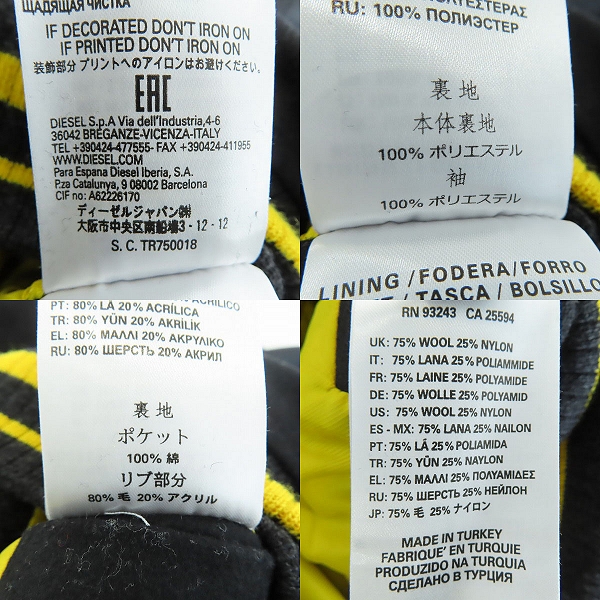 ЩАДЯЩАЯ ЧИСТКА
IF DECORATED DON'T IRON ON
IF PRINTED DON'T IRON ON
装飾部分 プリントへのアイロンはお避けください。
EAC
DIESEL S.p.A Via dell'Industria,4-6
36042 BREGANZE-VICENZA-ITALY
TEL +390424-477555- FAX +390424-411955
WWW.DIESEL.COM
Para Espana Diesel Iberia, S.A.
P.za Catalunya, 9 08002 Barcelona
CIF no: A62226170
ディーゼルジャパン㈱
大阪市中央区南船場3-12-12
S. C. TR750018
RU: 100% ПОЛИЭСТЕР
裏地
本体裏地
100% ポリエステル
袖
100% ポリエステル
LINING /FODERA/FORRO
/ TASCA / BOLSILLO
PT: 80% LÃ 20% ACRÍLICA
TR: 80% YÜN 20% AKRİLİK
EL: 80% ΜΑΛΛΙ 20% ΑΚΡΥΛΙΚΟ
RU: 80% ШЕРСТЬ 20% АКРИЛ
裏地
ポケット
100% 綿
リブ部分
80% 毛 20% アクリル
RN 93243 CA 25594
UK: 75% WOOL 25% NYLON
IT: 75% LANA 25% POLIAMMIDE
FR: 75% LAINE 25% POLYAMIDE
DE: 75% WOLLE 25% POLYAMID
US: 75% WOOL 25% NYLON
ES - MX: 75% LANA 25% NAILON
PT: 75% LÃ 25% POLIAMIDA
TR: 75% YÜN 25% NAYLON
EL: 75% ΜΑΛΛΙ 25% ΠΟΛΥΑΜΙΔΕΣ
RU: 75% ШЕРСТЬ 25% НЕЙЛОН
JP: 75% 毛 25% ナイロン
MADE IN TURKEY
FABRIQUE' EN TURQUIE
PRODUZIDO NA TURQUIA
СДЕЛАНО В ТУРЦИЯ